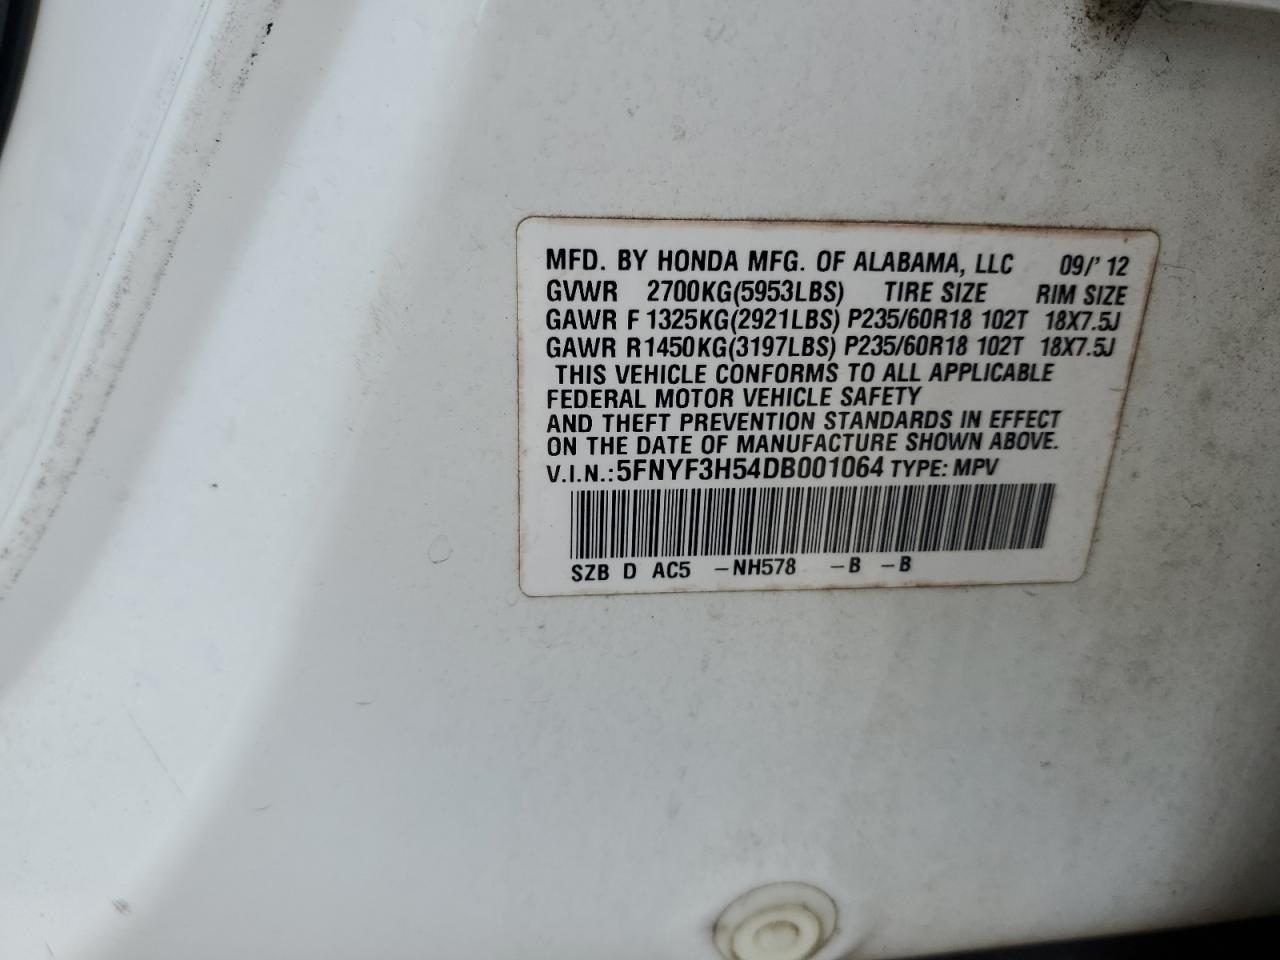 MFD. BY HONDA MFG. OF ALABAMA, LLC 09/' 12
GVWR 2700KG(5953LBS) TIRE SIZE RIM SIZE
GAWR F 1325KG(2921LBS) P235/60R18 102T 18X7.5J
GAWR R1450KG(3197LBS) P235/60R18 102T 18X7.5J
THIS VEHICLE CONFORMS TO ALL APPLICABLE
FEDERAL MOTOR VEHICLE SAFETY
AND THEFT PREVENTION STANDARDS IN EFFECT
ON THE DATE OF MANUFACTURE SHOWN ABOVE.
V.I.N.:5FNYF3H54DB001064 TYPE: MPV
SZB D AC5 -NH578 -B -B